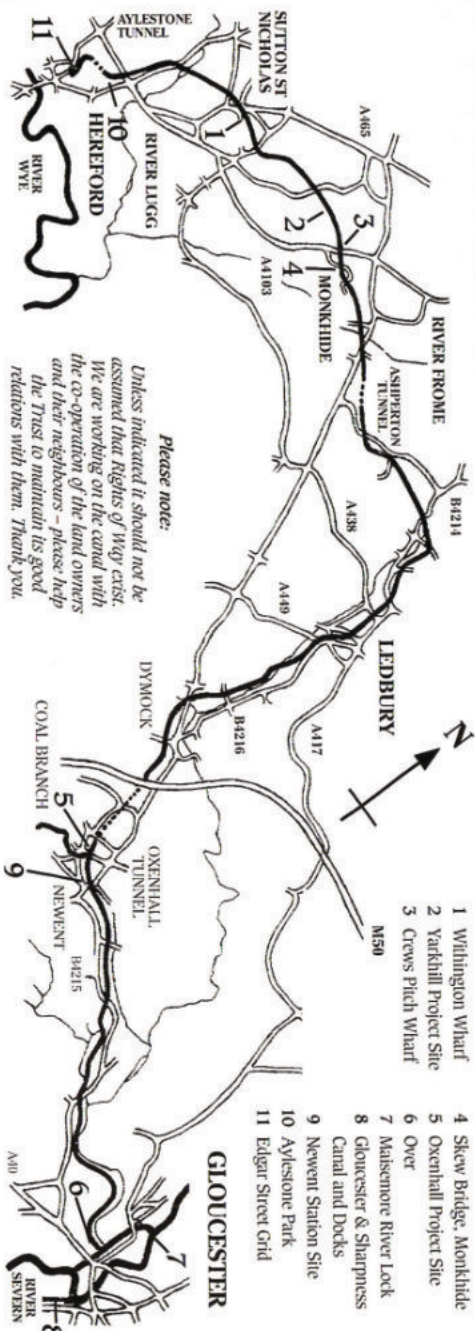 11
AYLESTONE
TUNNEL
SUTTON ST
NICHOLAS
A465
10
HEREFORD
RIVER LUGG
RIVER
WYE
1
2
3
4
MONKHIDE
A4103
RIVER FROME
ASHPERTON
TUNNEL
B4214
A438
A449
LEDBURY
A417
N
Please note:
Unless indicated it should not be
assumed that Rights of Way exist.
We are working on the canal with
the co-operation of the land owners
and their neighbours – please help
the Trust to maintain its good
relations with them. Thank you.
DYMOCK
B4216
COAL BRANCH
5
9
NEWENT
OXENHALL
TUNNEL
M50
B4215
6
A40
GLOUCESTER
7
RIVER
SEVERN
8
1 Withington Wharf
2 Yarkhill Project Site
3 Crews Pitch Wharf
4 Skew Bridge, Monkhide
5 Oxenhall Project Site
6 Over
7 Maisemore River Lock
8 Gloucester & Sharpness
Canal and Docks
9 Newent Station Site
10 Aylestone Park
11 Edgar Street Grid